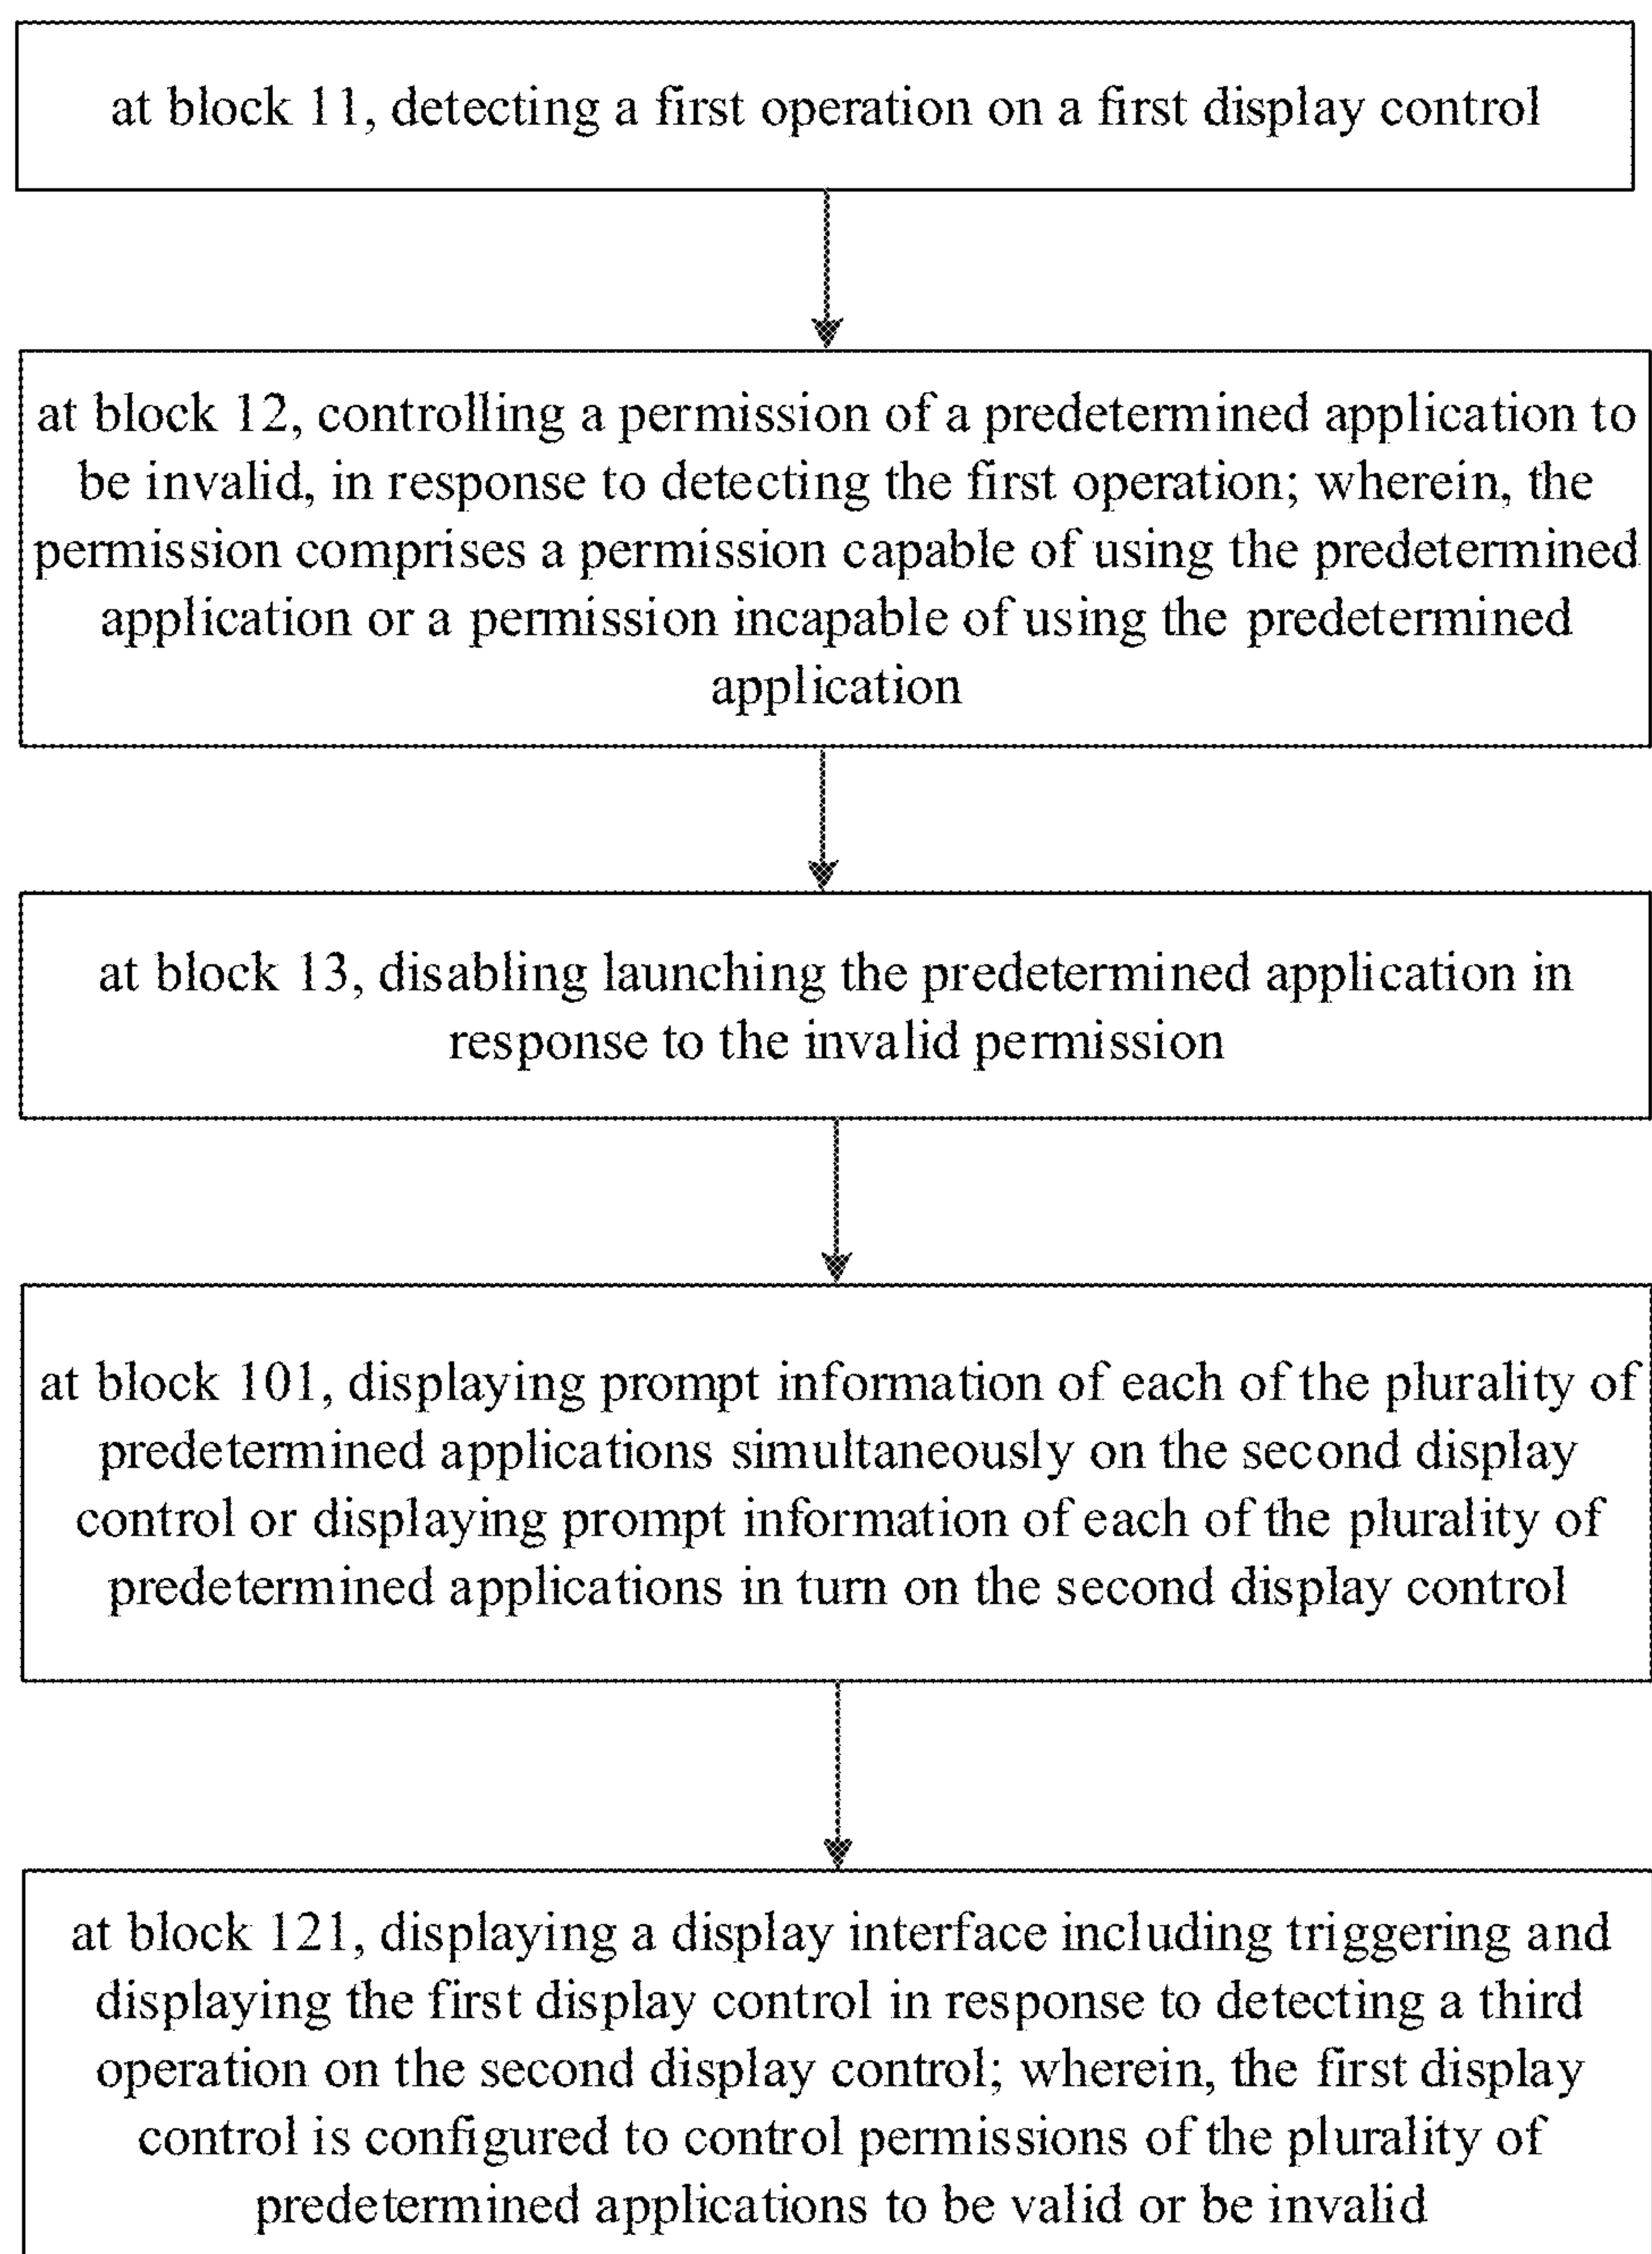 at block 11, detecting a first operation on a first display control
at block 12, controlling a permission of a predetermined application to
be invalid, in response to detecting the first operation; wherein, the
permission comprises a permission capable of using the predetermined
application or a permission incapable of using the predetermined
application
at block 13, disabling launching the predetermined application in
response to the invalid permission
at block 101, displaying prompt information of each of the plurality of
predetermined applications simultaneously on the second display
control or displaying prompt information of each of the plurality of
predetermined applications in turn on the second display control
at block 121, displaying a display interface including triggering and
displaying the first display control in response to detecting a third
operation on the second display control; wherein, the first display
control is configured to control permissions of the plurality of
predetermined applications to be valid or be invalid